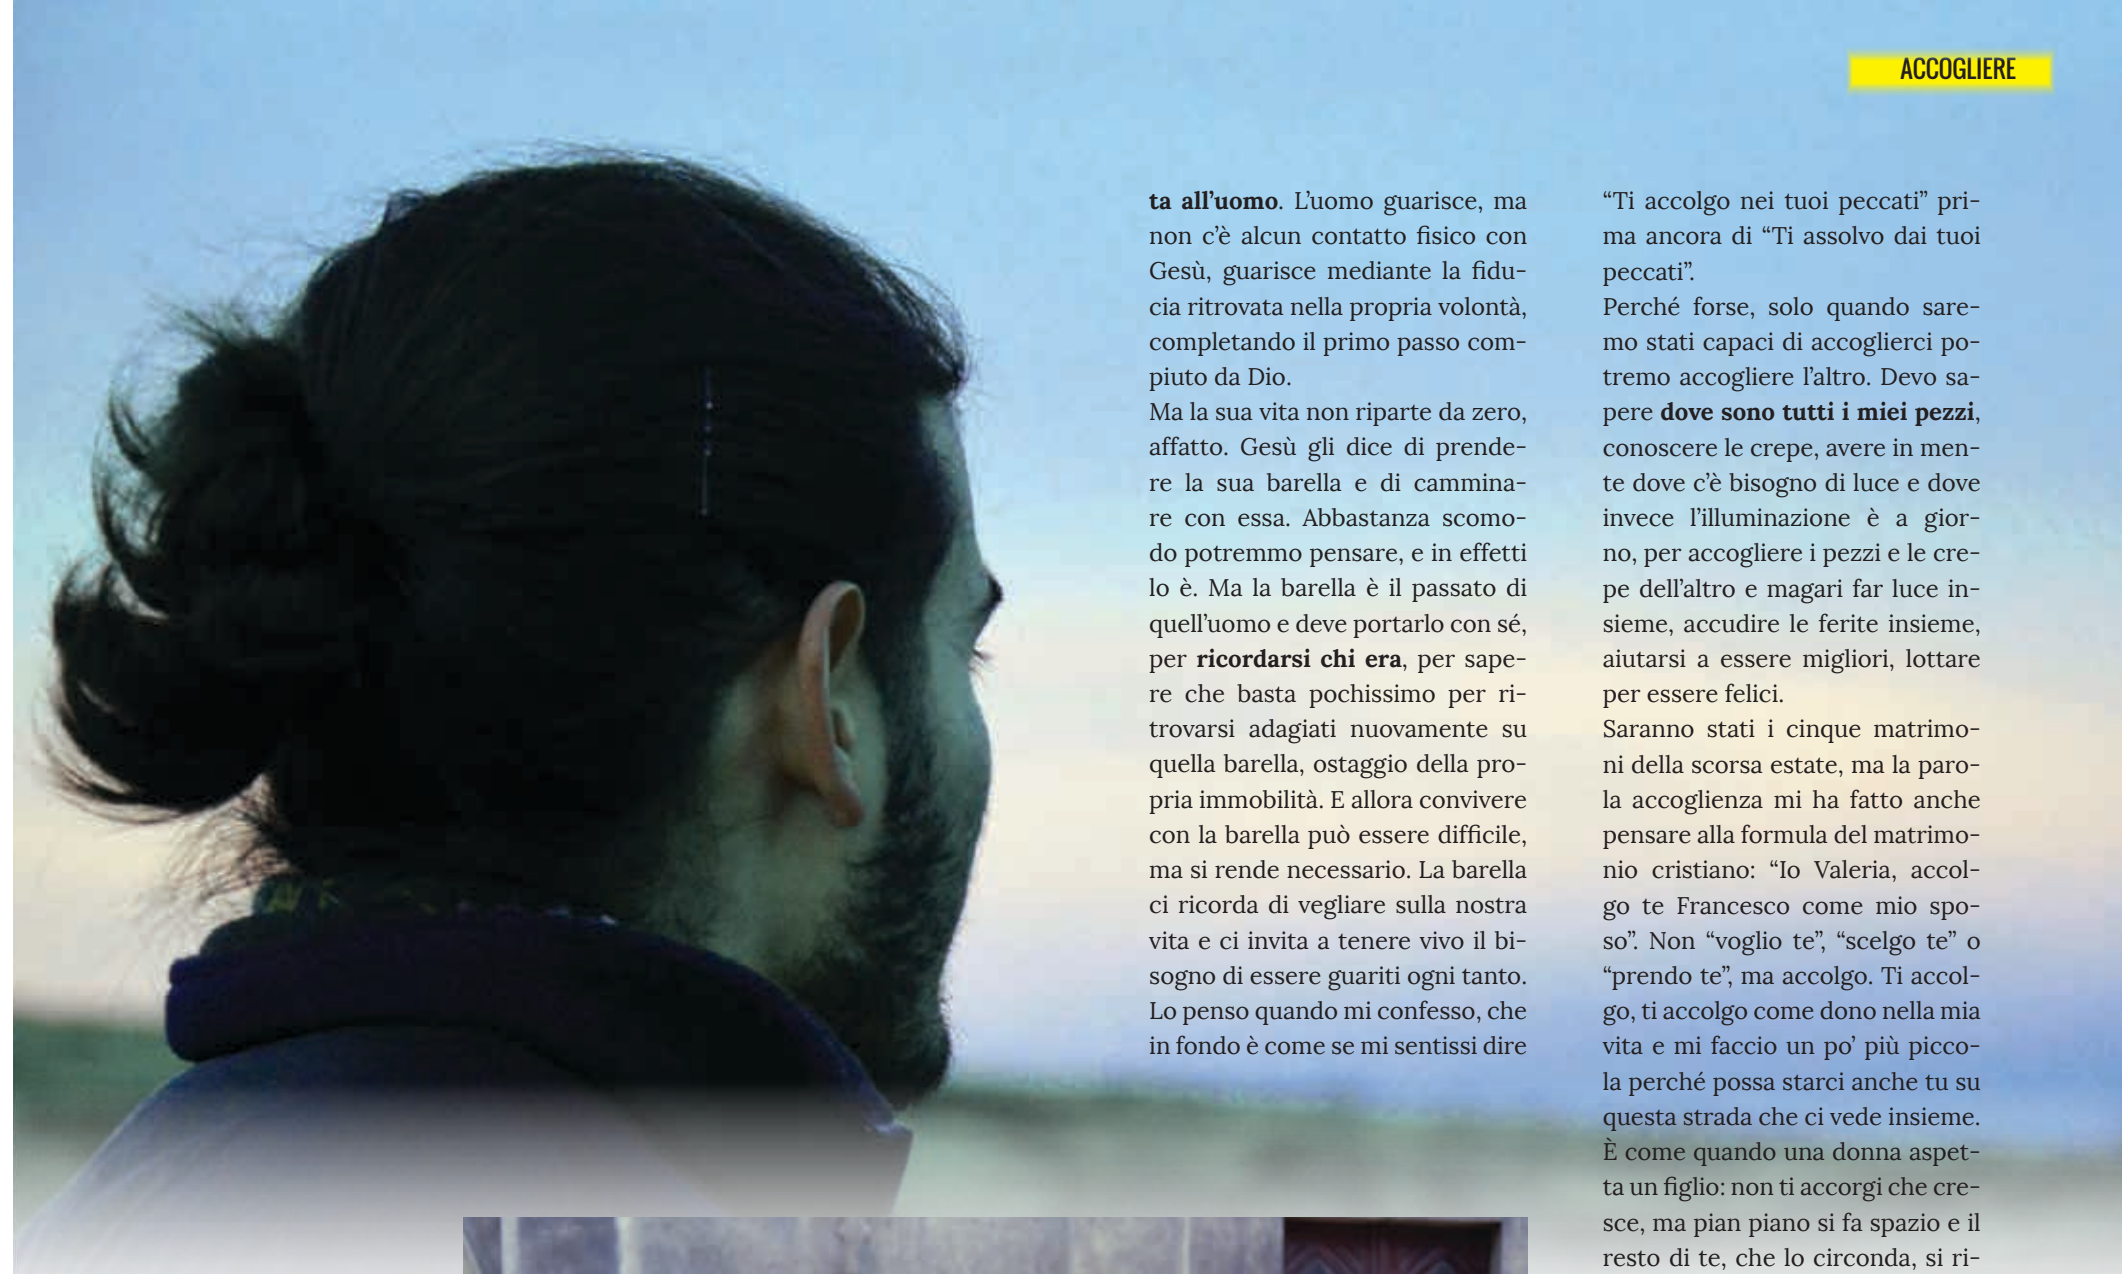 ACCOGLIERE
ta all’uomo. L’uomo guarisce, ma
non c’è alcun contatto fisico con
Gesù, guarisce mediante la fidu-
cia ritrovata nella propria volontà,
completando il primo passo com-
piuto da Dio.
Ma la sua vita non riparte da zero,
affatto. Gesù gli dice di prende-
re la sua barella e di cammina-
re con essa. Abbastanza scomo-
do potremmo pensare, e in effetti
lo è. Ma la barella è il passato di
quell’uomo e deve portarlo con sé,
per ricordarsi chi era, per sape-
re che basta pochissimo per ri-
trovarsi adagiati nuovamente su
quella barella, ostaggio della pro-
pria immobilità. E allora convivere
con la barella può essere difficile,
ma si rende necessario. La barella
ci ricorda di vegliare sulla nostra
vita e ci invita a tenere vivo il bi-
sogno di essere guariti ogni tanto.
Lo penso quando mi confesso, che
in fondo è come se mi sentissi dire
“Ti accolgo nei tuoi peccati” pri-
ma ancora di “Ti assolvo dai tuoi
peccati”.
Perché forse, solo quando sare-
mo stati capaci di accoglierci po-
tremo accogliere l’altro. Devo sa-
pere dove sono tutti i miei pezzi,
conoscere le crepe, avere in men-
te dove c’è bisogno di luce e dove
invece l’illuminazione è a gior-
no, per accogliere i pezzi e le cre-
pe dell’altro e magari far luce in-
sieme, accudire le ferite insieme,
aiutarsi a essere migliori, lottare
per essere felici.
Saranno stati i cinque matrimo-
ni della scorsa estate, ma la paro-
la accoglienza mi ha fatto anche
pensare alla formula del matrimo-
nio cristiano: “Io Valeria, accol-
go te Francesco come mio spo-
so”. Non “voglio te”, “scelgo te” o
“prendo te”, ma accolgo. Ti accol-
go, ti accolgo come dono nella mia
vita e mi faccio un po’ più picco-
la perché possa starci anche tu su
questa strada che ci vede insieme.
È come quando una donna aspet-
ta un figlio: non ti accorgi che cre-
sce, ma pian piano si fa spazio e il
resto di te, che lo circonda, si ri-